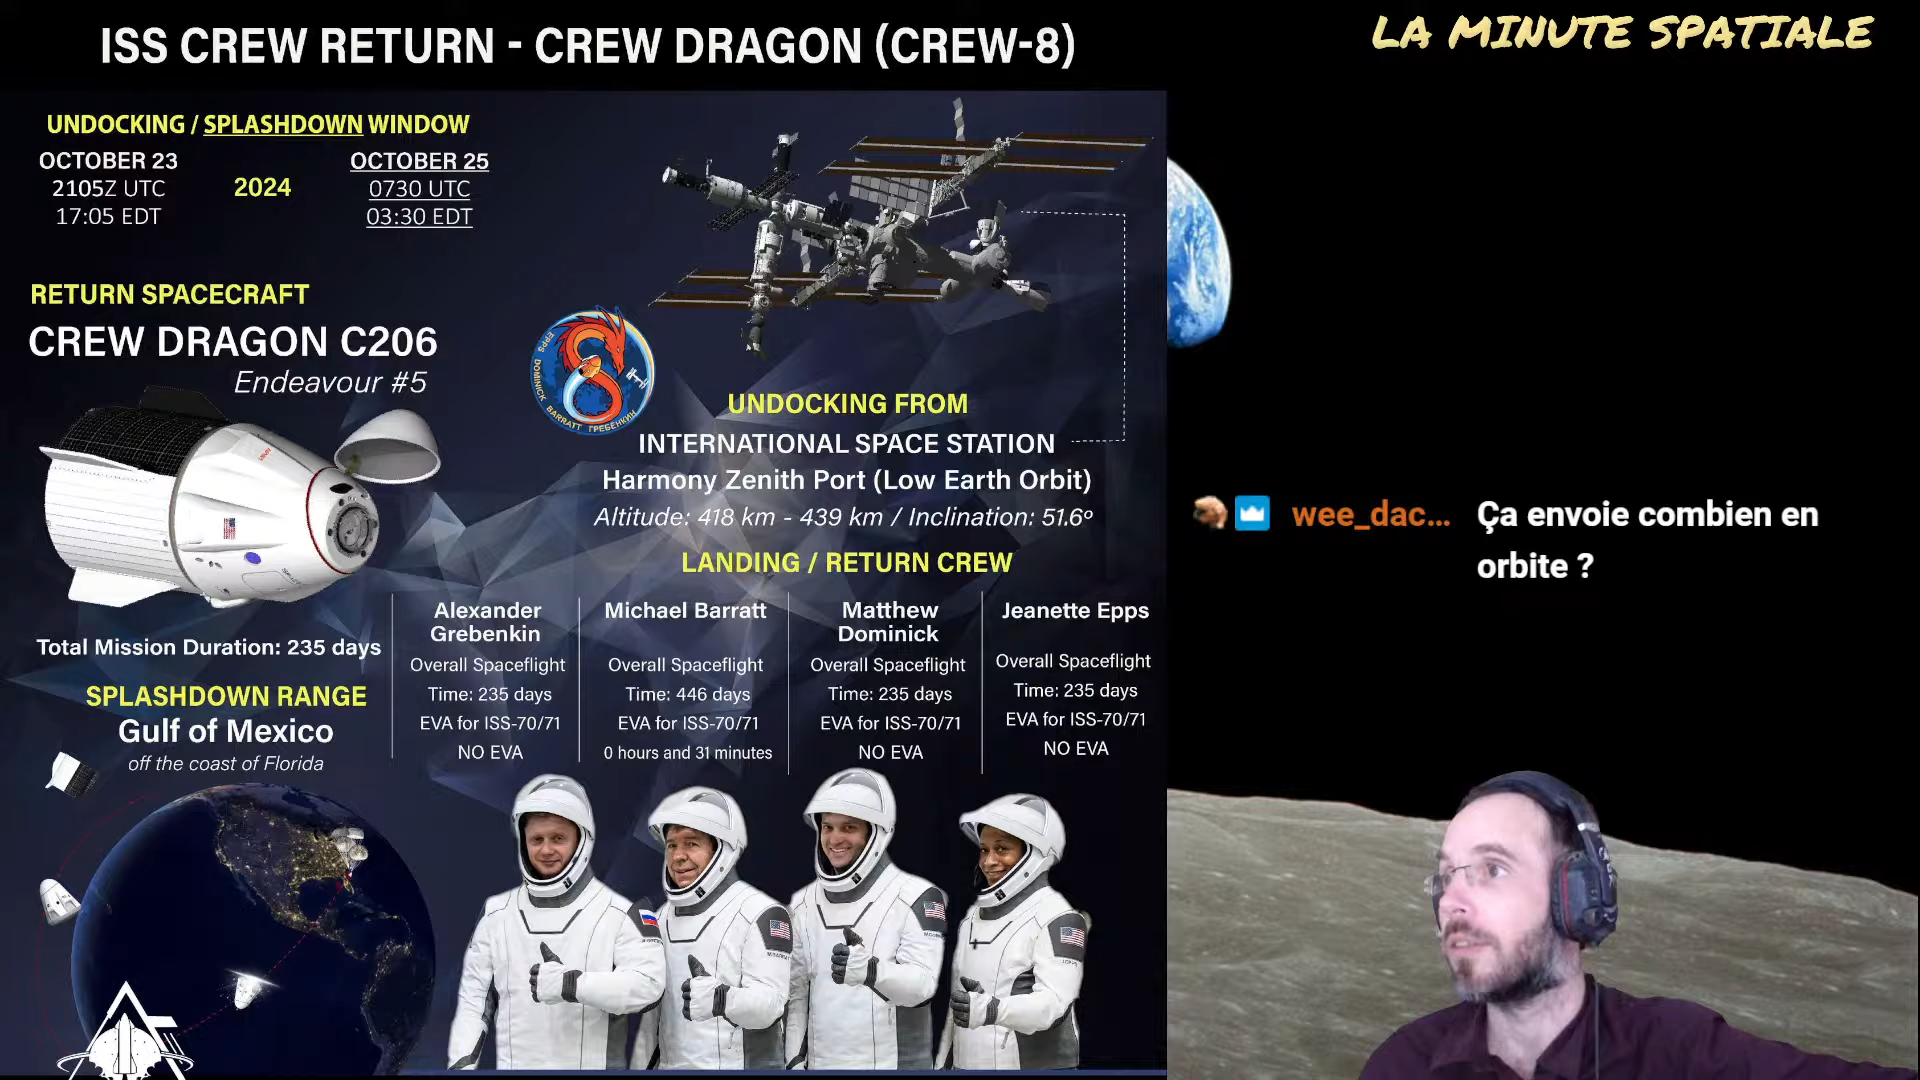 ISS CREW RETURN - CREW DRAGON (CREW-8)
LA MINUTE SPATIALE
UNDOCKING / SPLASHDOWN WINDOW
OCTOBER 23
2105Z UTC
17:05 EDT
2024
OCTOBER 25
0730 UTC
03:30 EDT
RETURN SPACECRAFT
CREW DRAGON C206
Endeavour #5
EPPS DOMINICK BARRATT ГРЕБЁНКИН
UNDOCKING FROM
INTERNATIONAL SPACE STATION
Harmony Zenith Port (Low Earth Orbit)
Altitude: 418 km - 439 km / Inclination: 51.6º
LANDING / RETURN CREW
Alexander
Grebenkin
Overall Spaceflight
Time: 235 days
EVA for ISS-70/71
NO EVA
Michael Barratt
Overall Spaceflight
Time: 446 days
EVA for ISS-70/71
0 hours and 31 minutes
Matthew
Dominick
Overall Spaceflight
Time: 235 days
EVA for ISS-70/71
NO EVA
Jeanette Epps
Overall Spaceflight
Time: 235 days
EVA for ISS-70/71
NO EVA
Total Mission Duration: 235 days
SPLASHDOWN RANGE
Gulf of Mexico
off the coast of Florida
wee_dac... Ça envoie combien en
orbite ?